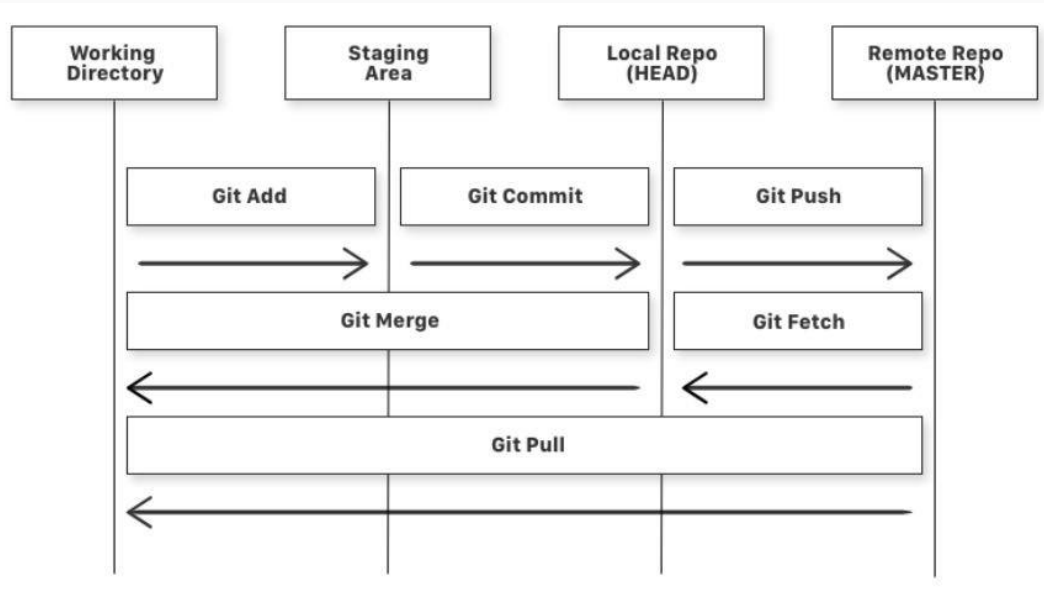 Working
Directory
Staging
Area
Local Repo
(HEAD)
Remote Repo
(MASTER)
Git Add
Git Commit
Git Push
Git Merge
Git Fetch
Git Pull